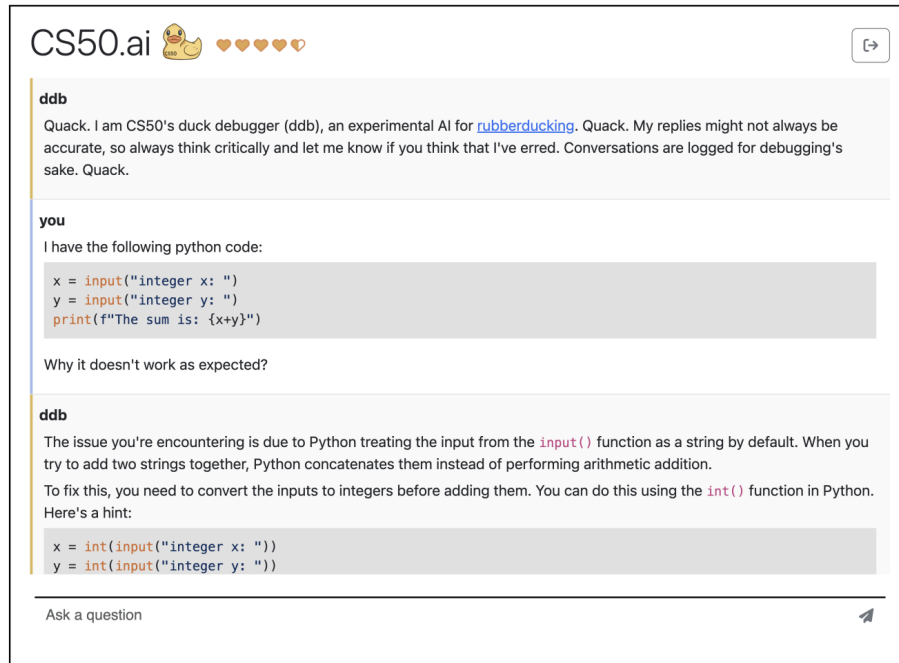 CS50.ai
CS50
ddb
Quack. I am CS50's duck debugger (ddb), an experimental AI for rubberducking. Quack. My replies might not always be
accurate, so always think critically and let me know if you think that I've erred. Conversations are logged for debugging's
sake. Quack.
you
I have the following python code:
x = input("integer x: ")
y = input("integer y: ")
print(f"The sum is: {x+y}")
Why it doesn't work as expected?
ddb
The issue you're encountering is due to Python treating the input from the input() function as a string by default. When you
try to add two strings together, Python concatenates them instead of performing arithmetic addition.
To fix this, you need to convert the inputs to integers before adding them. You can do this using the int() function in Python.
Here's a hint:
x = int(input("integer x: "))
y = int(input("integer y: "))
Ask a question